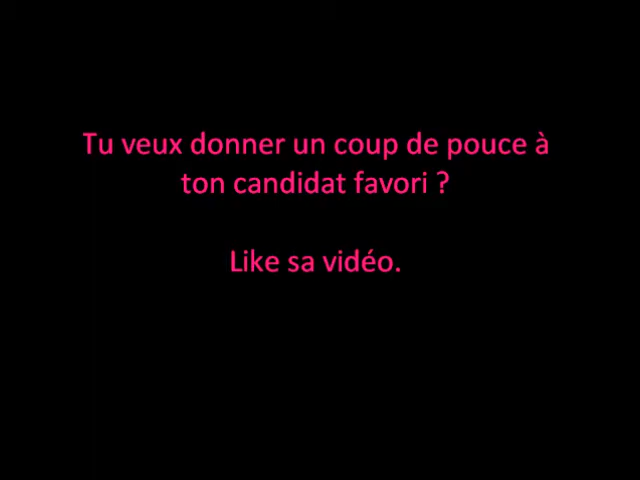 Tu veux donner un coup de pouce à
ton candidat favori ?
Like sa vidéo.